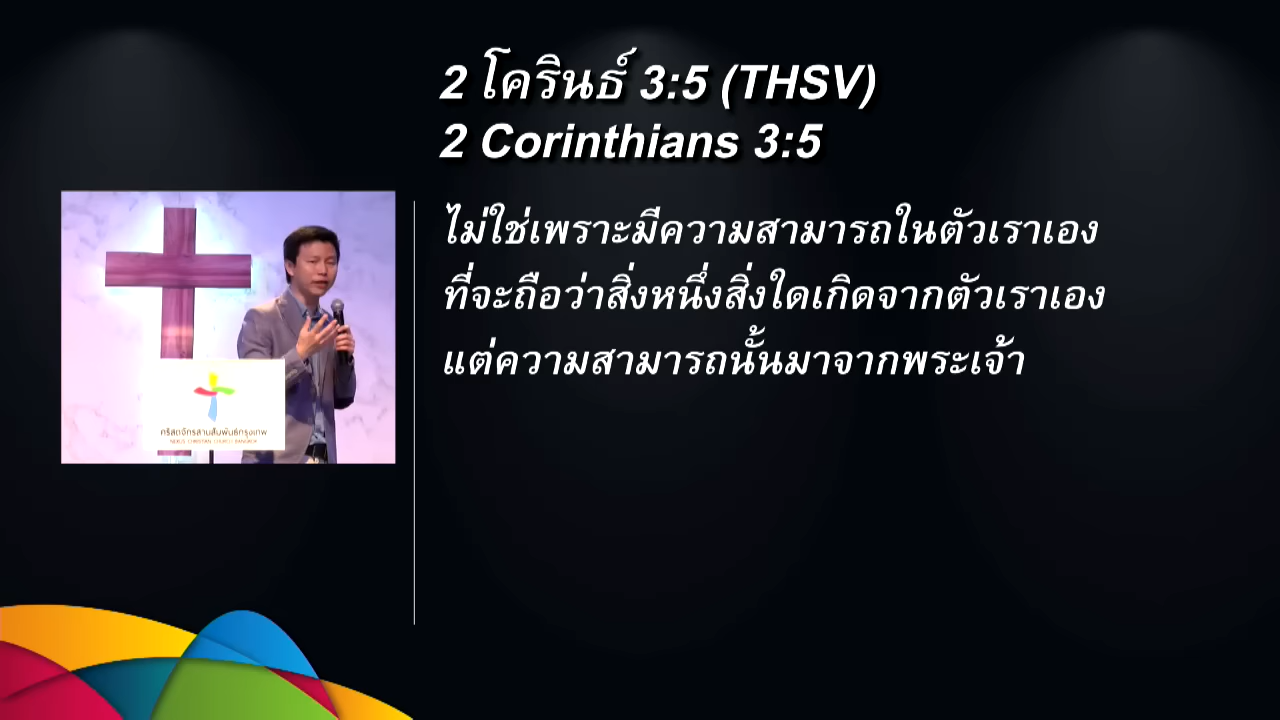 2 โครินธ์ 3:5 (THSV)
2 Corinthians 3:5
ไม่ใช่เพราะมีความสามารถในตัวเราเอง
ที่จะถือว่าสิ่งหนึ่งสิ่งใดเกิดจากตัวเราเอง
แต่ความสามารถนั้นมาจากพระเจ้า
คริสตจักรสานสัมพันธ์กรุงเทพ
NEXUS CHRISTIAN CHURCH BANGKOK